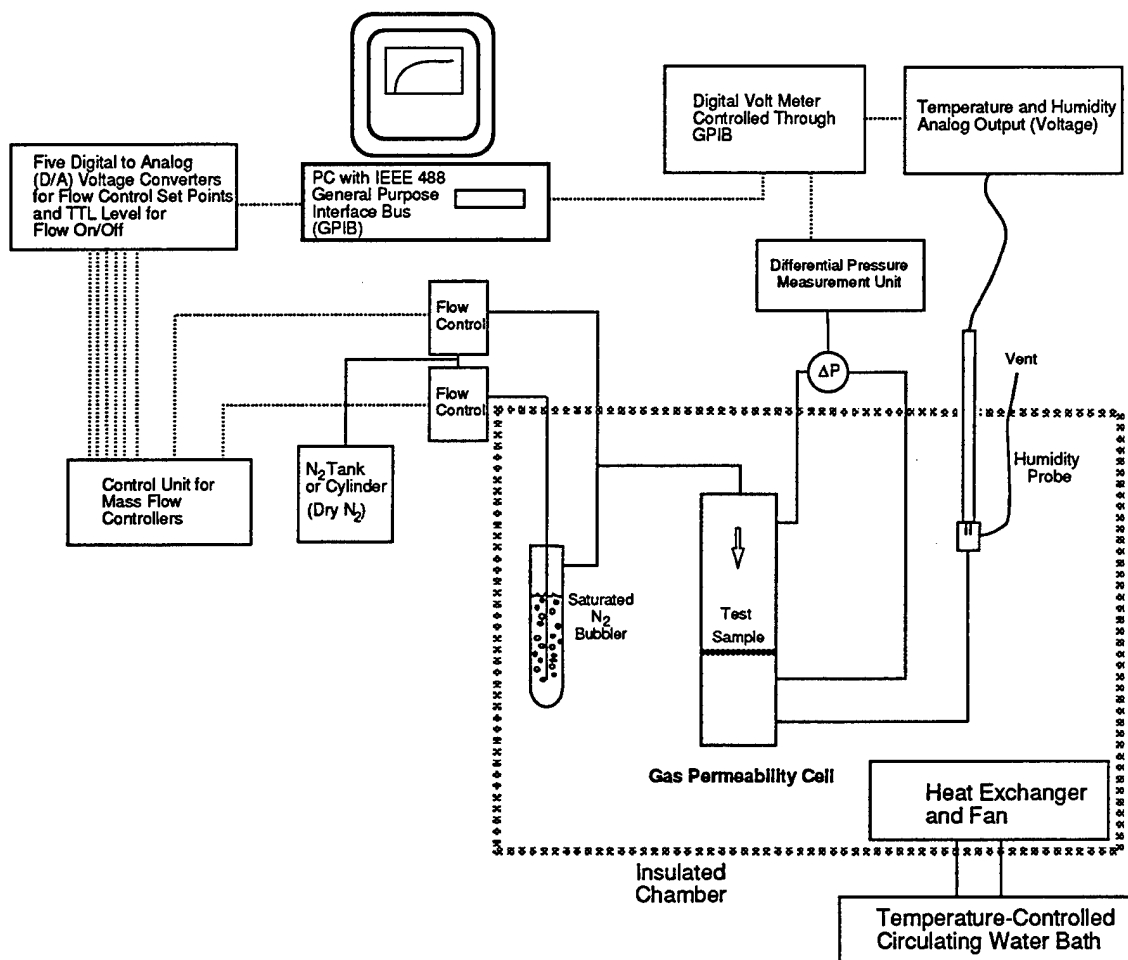 Digital Volt Meter
Controlled Through
GPIB
Temperature and Humidity
Analog Output (Voltage)
Five Digital to Analog
(D/A) Voltage Converters
for Flow Control Set Points
and TTL Level for
Flow On/Off
PC with IEEE 488
General Purpose
Interface Bus
(GPIB)
Differential Pressure
Measurement Unit
Flow
Control
ΔP
Vent
Flow
Control
Control Unit for
Mass Flow
Controllers
N2 Tank
or Cylinder
(Dry N2)
Humidity
Probe
Saturated
N2
Bubbler
Test
Sample
Gas Permeability Cell
Heat Exchanger
and Fan
Insulated
Chamber
Temperature-Controlled
Circulating Water Bath